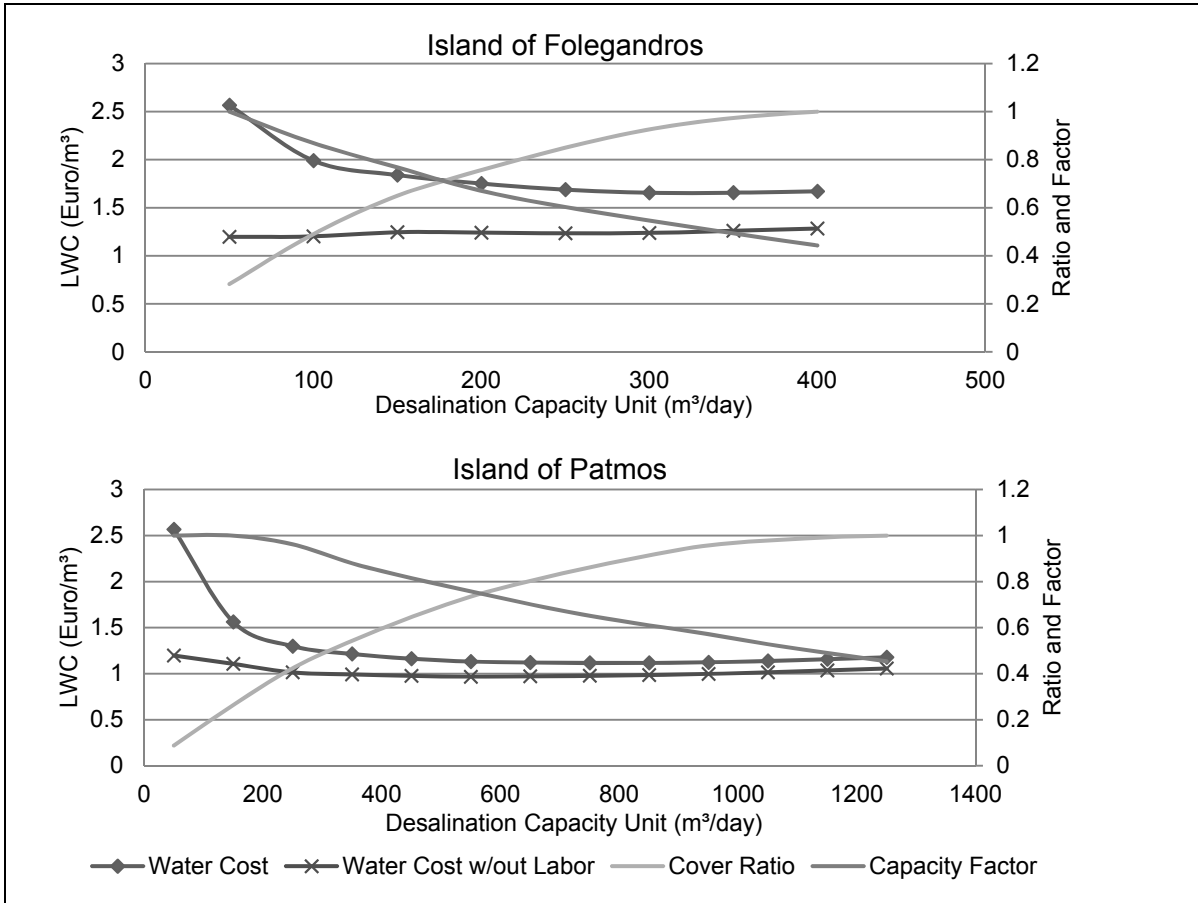 Island of Folegandros
3
2.5
2
1.5
1
0.5
0
LWC (Euro/m³)
1.2
1
0.8
0.6
0.4
0.2
0
Ratio and Factor
0 100 200 300 400 500
Desalination Capacity Unit (m³/day)
Island of Patmos
3
2.5
2
1.5
1
0.5
0
LWC (Euro/m³)
1.2
1
0.8
0.6
0.4
0.2
0
Ratio and Factor
0 200 400 600 800 1000 1200 1400
Desalination Capacity Unit (m³/day)
Water Cost Water Cost w/out Labor Cover Ratio Capacity Factor